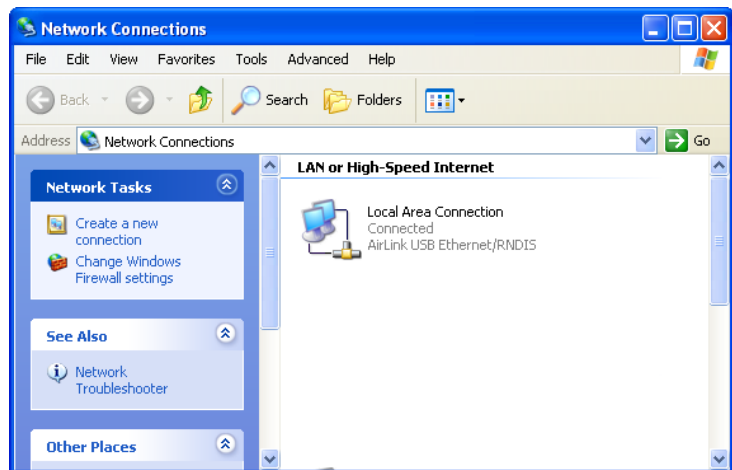 Network Connections
File Edit View Favorites Tools Advanced Help
Back Search Folders
Address Network Connections Go
Network Tasks
Create a new
connection
Change Windows
Firewall settings
See Also
Network
Troubleshooter
Other Places
LAN or High-Speed Internet
Local Area Connection
Connected
AirLink USB Ethernet/RNDIS